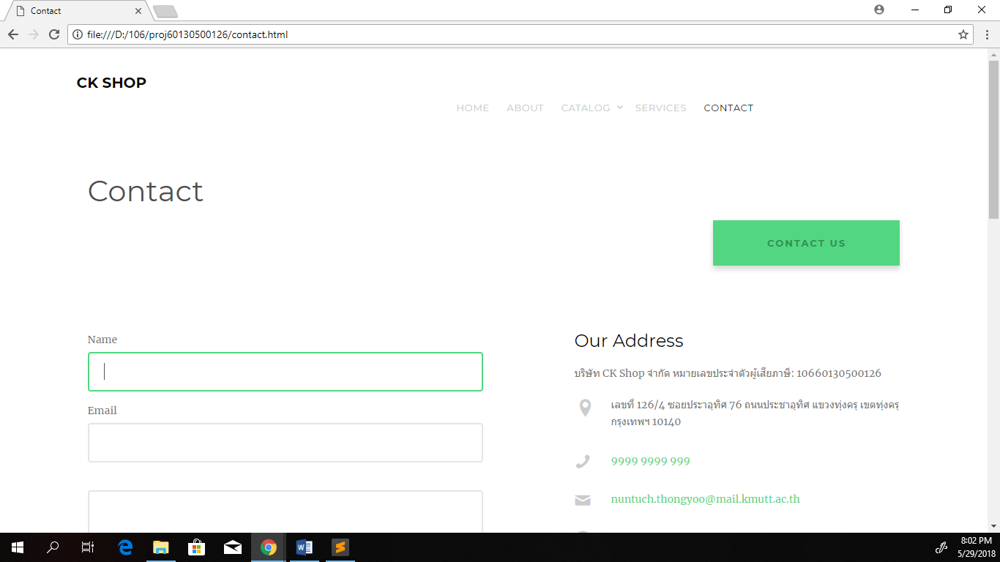 Contact
file:///D:/106/proj60130500126/contact.html
CK SHOP
HOME ABOUT CATALOG SERVICES CONTACT
Contact
CONTACT US
Name
Email
Our Address
บริษัท CK Shop จำกัด หมายเลขประจำตัวผู้เสียภาษี: 10660130500126
เลขที่ 126/4 ซอยประาอุทิศ 76 ถนนประชาอุทิศ แขวงทุ่งครุ เขตทุ่งครุ
กรุงเทพฯ 10140
9999 9999 999
nuntuch.thongyoo@mail.kmutt.ac.th
8:02 PM
5/29/2018